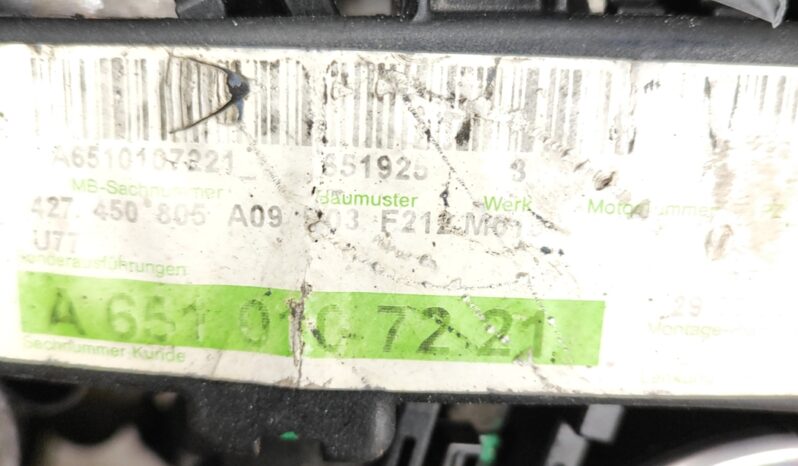 A6510107221 651925 3
MB-Sachnummer Baumuster Werk
427 450 805 A09 F212
U77
Sonderausführungen
A 651 010 72 21 29
Sachnummer Kunde